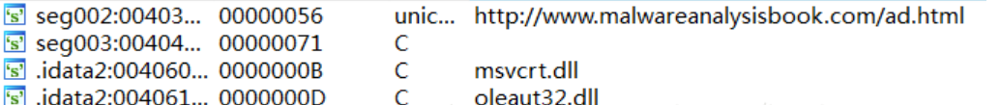 's' seg002:00403... 00000056 unic... http://www.malwareanalysisbook.com/ad.html
's' seg003:00404... 00000071 C
's' .idata2:004060... 0000000B C msvcrt.dll
's' .idata2:004061... 0000000D C oleaut32.dll